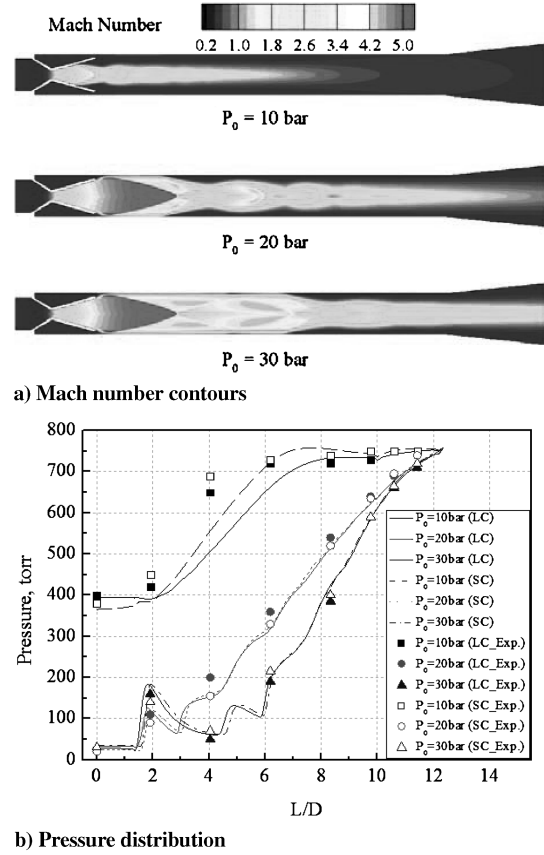 Mach Number
0.2 1.0 1.8 2.6 3.4 4.2 5.0
P₀ = 10 bar
P₀ = 20 bar
P₀ = 30 bar
a) Mach number contours
Pressure, torr
800
700
600
500
400
300
200
100
0
0 2 4 6 8 10 12 14
L/D
P₀=10bar (LC)
P₀=20bar (LC)
P₀=30bar (LC)
P₀=10bar (SC)
P₀=20bar (SC)
P₀=30bar (SC)
P₀=10bar (LC_Exp.)
P₀=20bar (LC_Exp.)
P₀=30bar (LC_Exp.)
P₀=10bar (SC_Exp.)
P₀=20bar (SC_Exp.)
P₀=30bar (SC_Exp.)
b) Pressure distribution